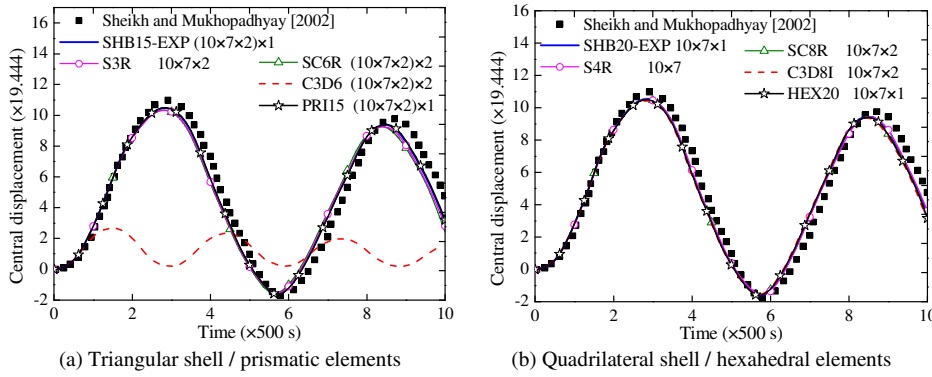 Sheikh and Mukhopadhyay [2002]
SHB15-EXP (10×7×2)×1
S3R 10×7×2
SC6R (10×7×2)×2
C3D6 (10×7×2)×2
PRI15 (10×7×2)×1
Central displacement (×19.4444)
16
14
12
10
8
6
4
2
0
-2
0 2 4 6 8 10
Time (×500 s)
(a) Triangular shell / prismatic elements
Sheikh and Mukhopadhyay [2002]
SHB20-EXP 10×7×1
S4R 10×7
SC8R 10×7×2
C3D8I 10×7×2
HEX20 10×7×1
Central displacement (×19.4444)
16
14
12
10
8
6
4
2
0
-2
0 2 4 6 8 10
Time (×500 s)
(b) Quadrilateral shell / hexahedral elements